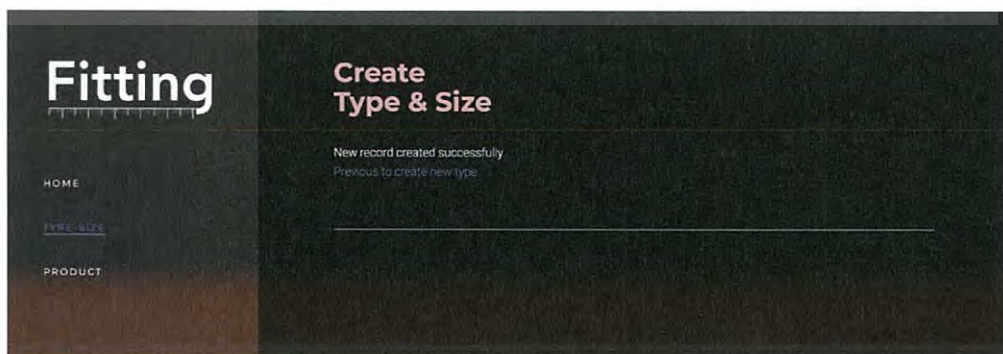 Fitting
HOME
TYPE-SIZE
PRODUCT
Create
Type & Size
New record created successfully
Previous to create new type